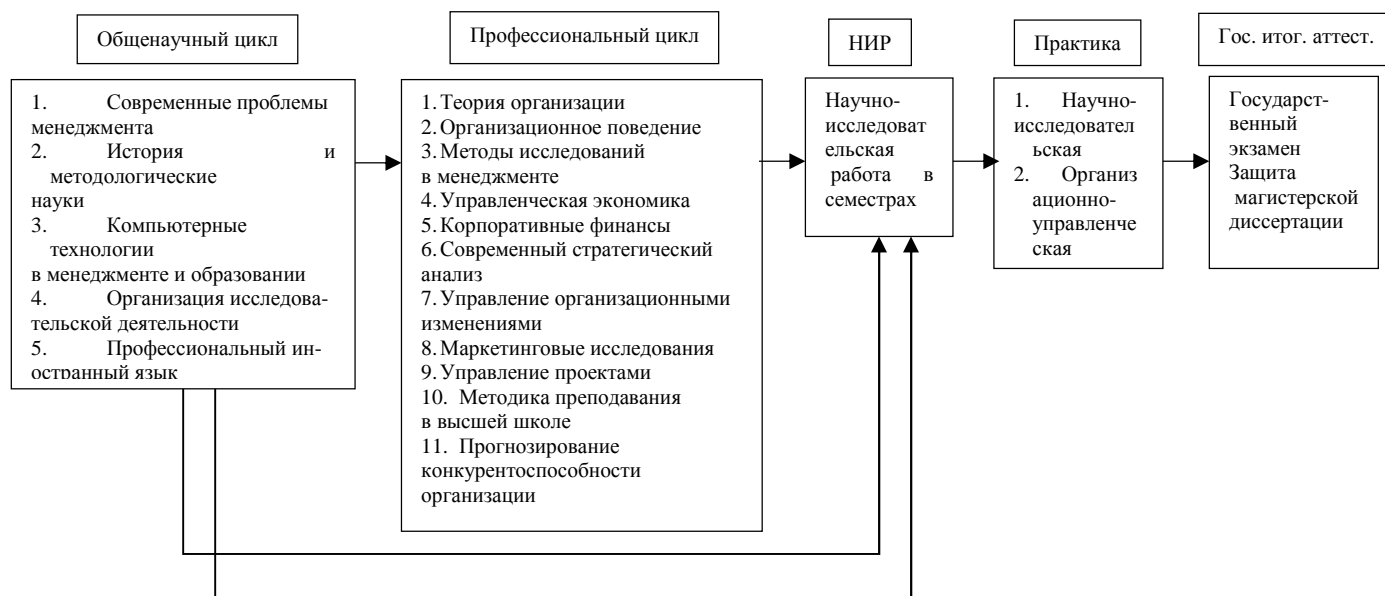 Общенаучный цикл
Профессиональный цикл
НИР
Практика
Гос. итог. аттест.
1. Современные проблемы
менеджмента
2. История и
методологические
науки
3. Компьютерные
технологии
в менеджменте и образовании
4. Организация исследова-
тельской деятельности
5. Профессиональный ин-
остранный язык
1. Теория организации
2. Организационное поведение
3. Методы исследований
в менеджменте
4. Управленческая экономика
5. Корпоративные финансы
6. Современный стратегический
анализ
7. Управление организационными
изменениями
8. Маркетинговые исследования
9. Управление проектами
10. Методика преподавания
в высшей школе
11. Прогнозирование
конкурентоспособности
организации
Научно-
исследоват
ельская
работа в
семестрах
1. Научно-
исследовател
ьская
2. Организ
ационно-
управленче
ская
Государст-
венный
экзамен
Защита
магистерской
диссертации